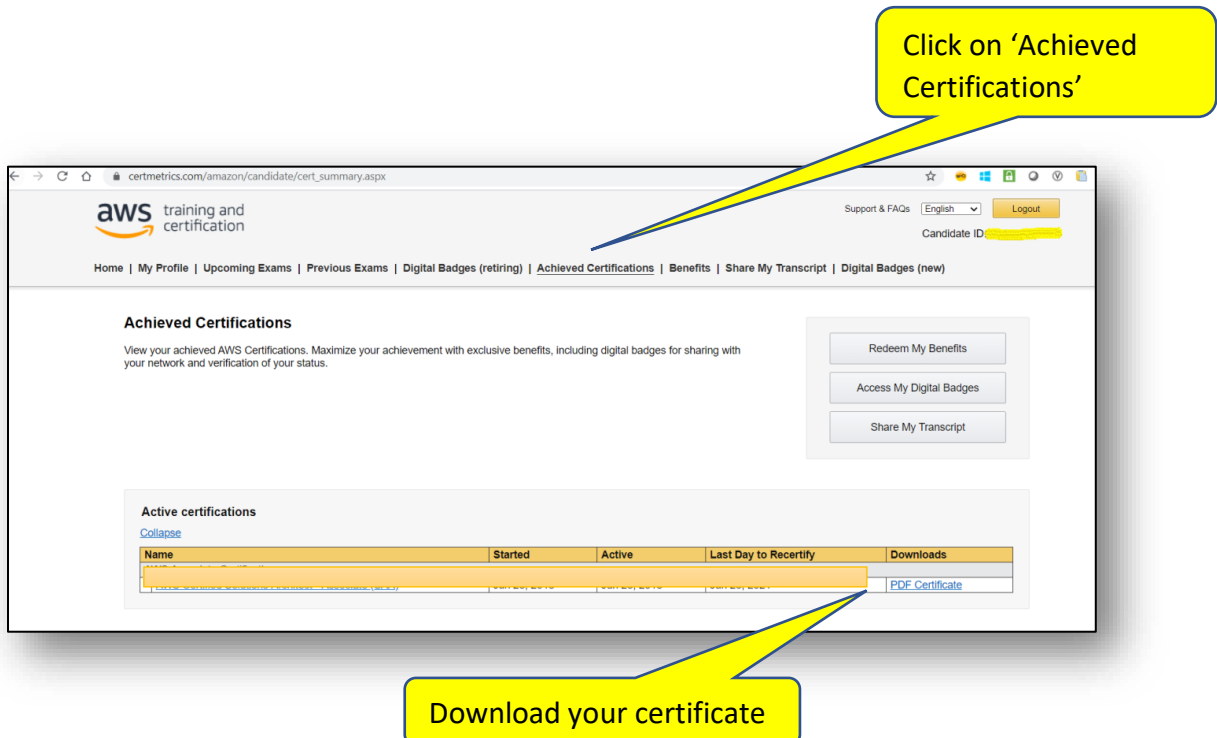 Click on ‘Achieved
Certifications’
certmetrics.com/amazon/candidate/cert_summary.aspx
aws training and
certification
Support & FAQs English Logout
Candidate ID:
Home | My Profile | Upcoming Exams | Previous Exams | Digital Badges (retiring) | Achieved Certifications | Benefits | Share My Transcript | Digital Badges (new)
Achieved Certifications
View your achieved AWS Certifications. Maximize your achievement with exclusive benefits, including digital badges for sharing with
your network and verification of your status.
Redeem My Benefits
Access My Digital Badges
Share My Transcript
Active certifications
Collapse
Name Started Active Last Day to Recertify Downloads
PDF Certificate
Download your certificate